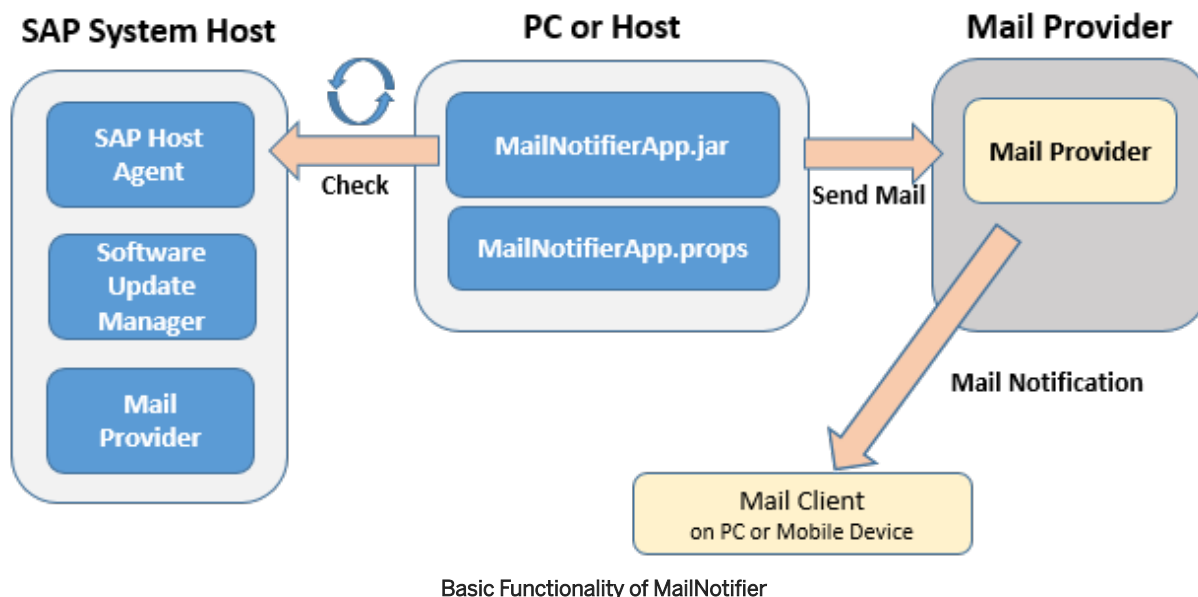 SAP System Host
PC or Host
Mail Provider
SAP Host
Agent
Software
Update
Manager
Mail
Provider
Check
MailNotifierApp.jar
MailNotifierApp.props
Send Mail
Mail Provider
Mail Notification
Mail Client
on PC or Mobile Device
Basic Functionality of MailNotifier